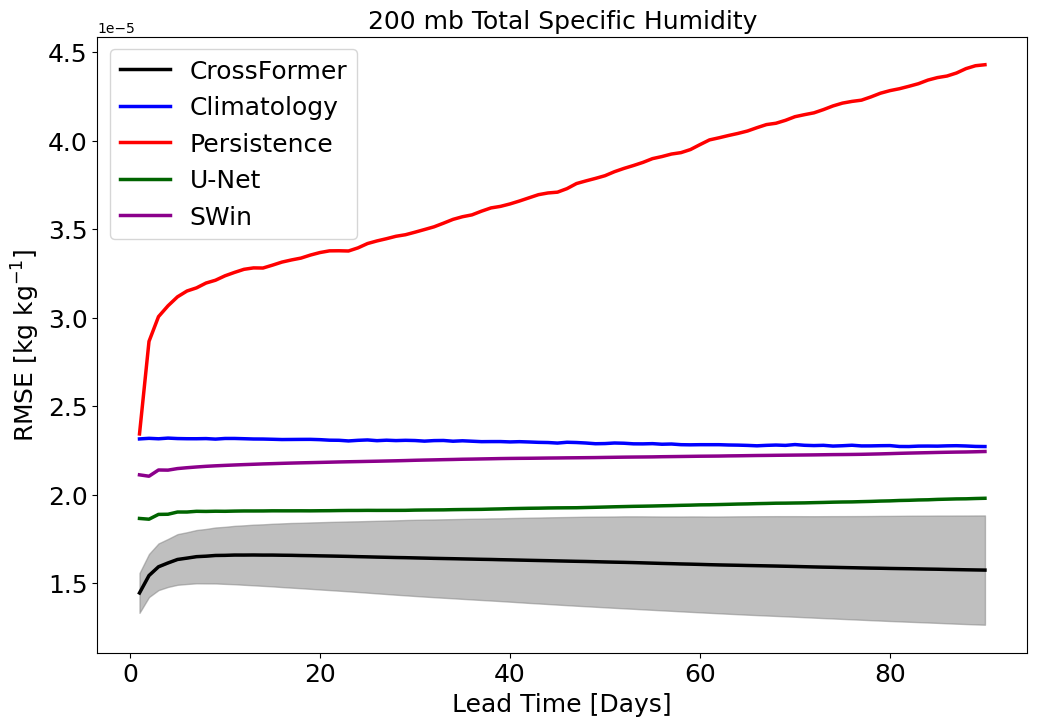 200 mb Total Specific Humidity
1e−5
4.5
4.0
3.5
3.0
2.5
2.0
1.5
RMSE [kg kg⁻¹]
CrossFormer
Climatology
Persistence
U-Net
SWin
0 20 40 60 80
Lead Time [Days]